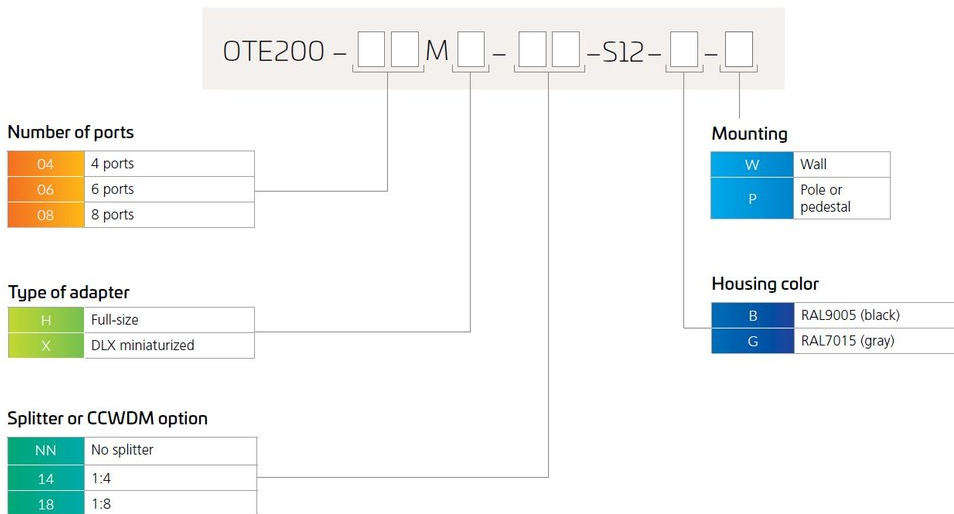 OTE200 – M – –S12– –
Number of ports
04 4 ports
06 6 ports
08 8 ports
Type of adapter
H Full-size
X DLX miniaturized
Splitter or CCWDM option
NN No splitter
14 1:4
18 1:8
Mounting
W Wall
P Pole or
pedestal
Housing color
B RAL9005 (black)
G RAL7015 (gray)